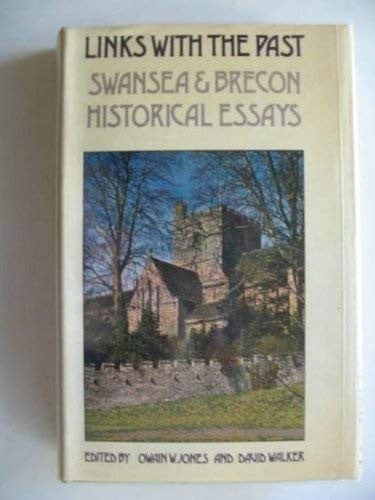 LINKS WITH THE PAST
SWANSEA & BRECON
HISTORICAL ESSAYS
EDITED BY OWAIN W. JONES AND DAVID WALKER